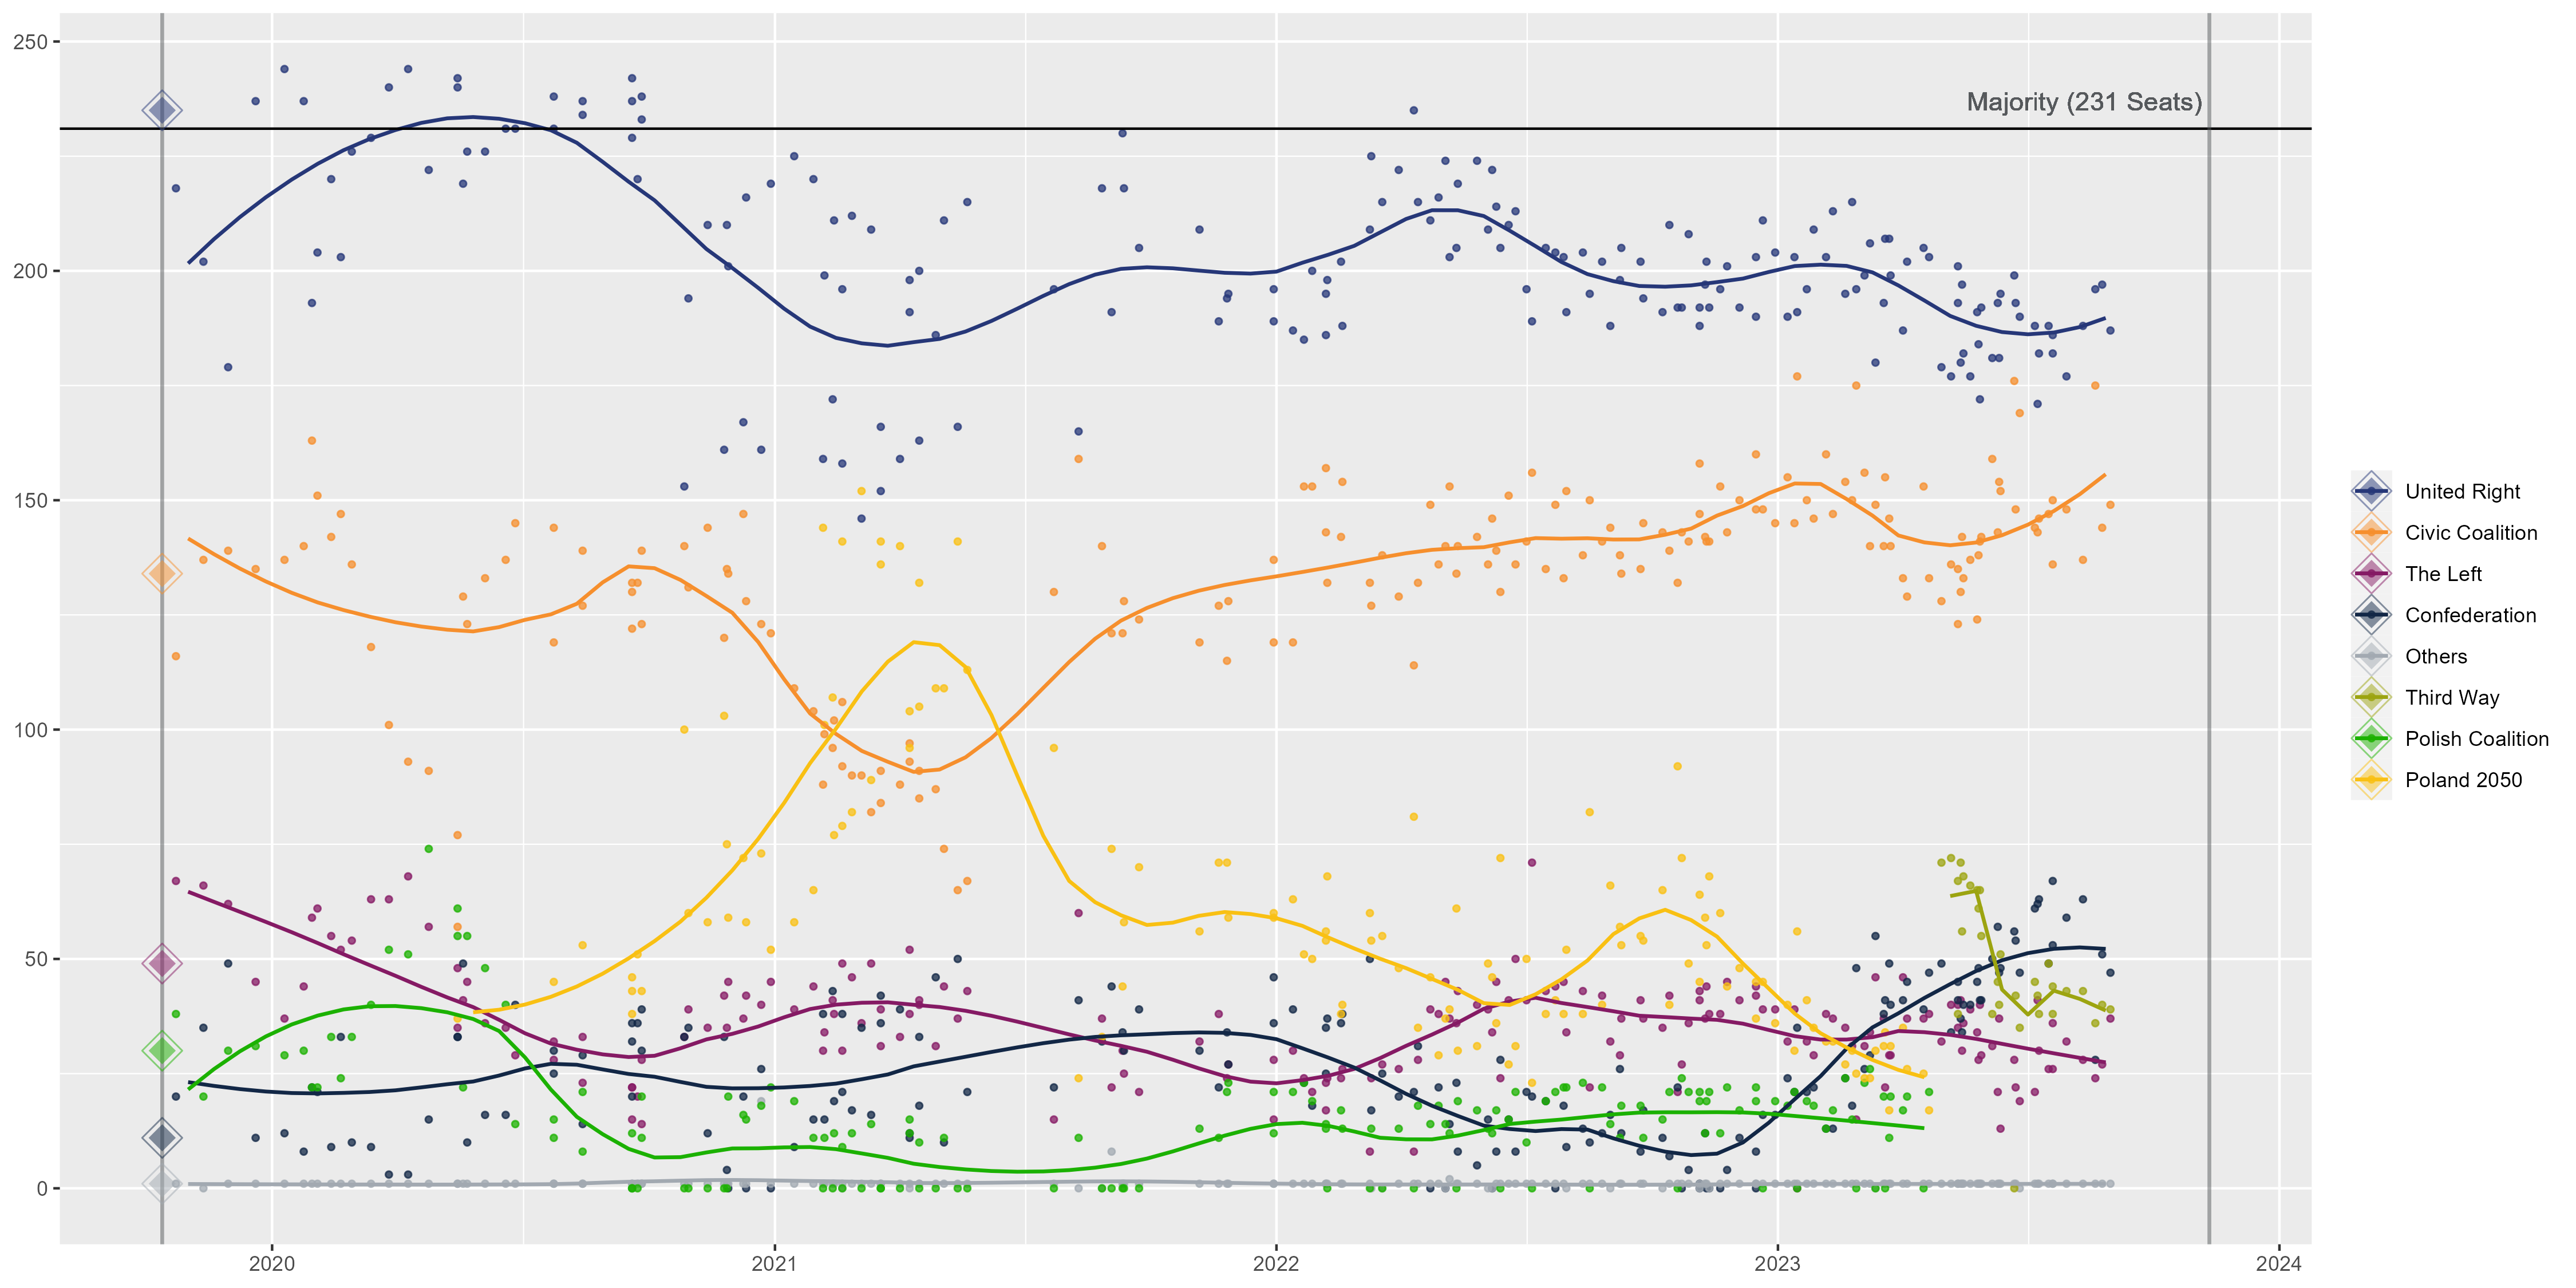 250
200
150
100
50
0
Majority (231 Seats)
2020
2021
2022
2023
2024
United Right
Civic Coalition
The Left
Confederation
Others
Third Way
Polish Coalition
Poland 2050